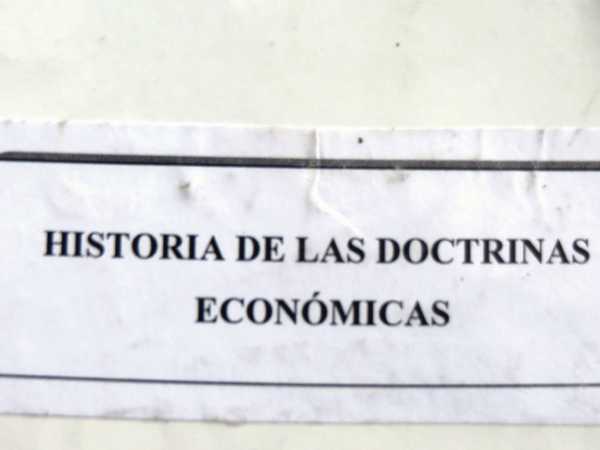 HISTORIA DE LAS DOCTRINAS
ECONÓMICAS